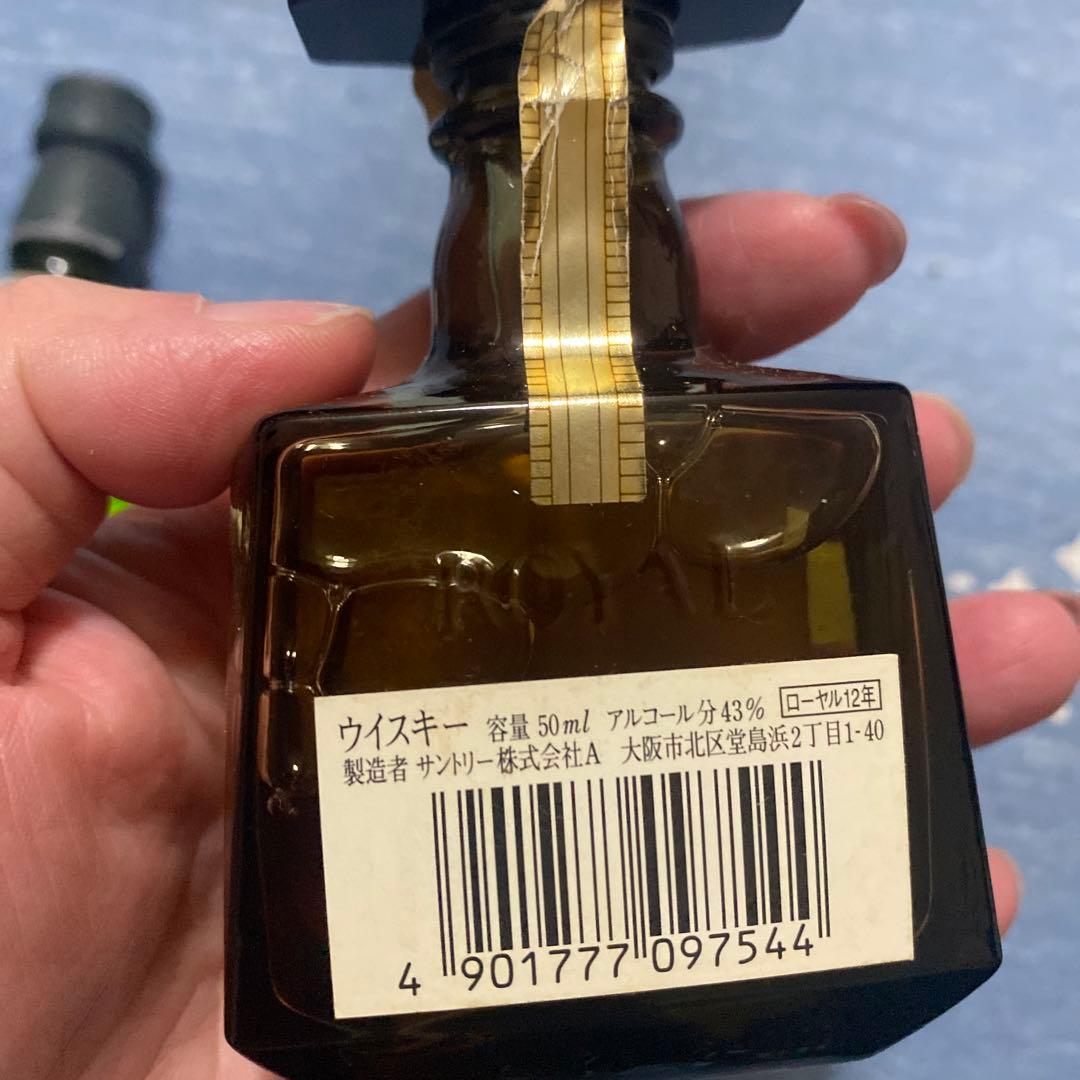 ROYAL
ウイスキー 容量 50ml アルコール分43% ローヤル12年
製造者 サントリー株式会社A 大阪市北区堂島浜2丁目1-40
4 901777 097544